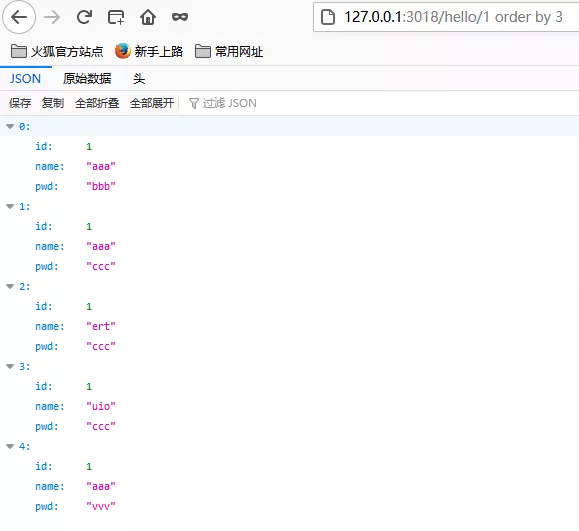 127.0.0.1:3018/hello/1 order by 3
火狐官方站点 新手上路 常用网址
JSON 原始数据 头
保存 复制 全部折叠 全部展开 过滤 JSON
0:
id: 1
name: "aaa"
pwd: "bbb"
1:
id: 1
name: "aaa"
pwd: "ccc"
2:
id: 1
name: "ert"
pwd: "ccc"
3:
id: 1
name: "uio"
pwd: "ccc"
4:
id: 1
name: "aaa"
pwd: "vvv"